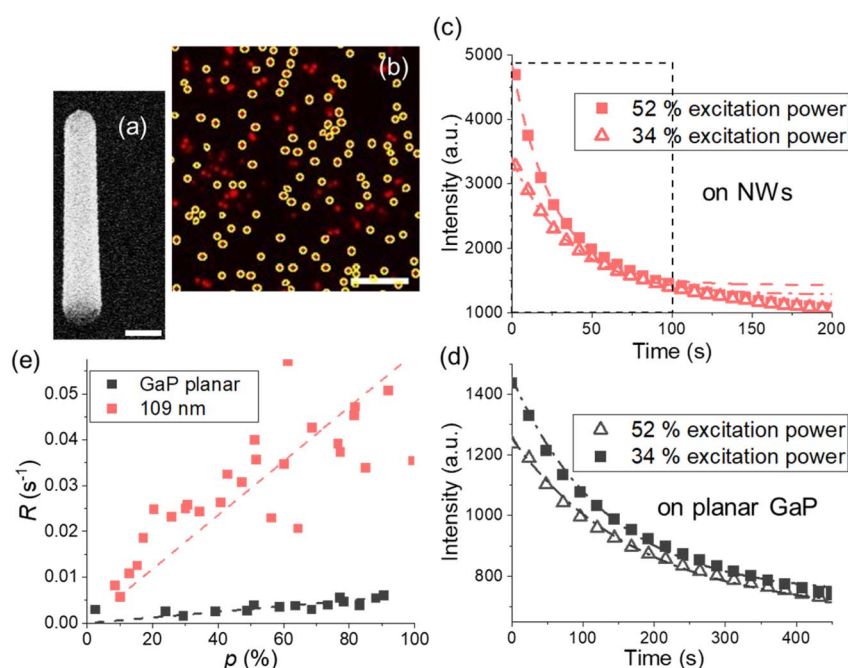 (a)
(b)
(c)
5000
4000
3000
2000
1000
Intensity (a.u.)
52 % excitation power
34 % excitation power
on NWs
0
50
100
150
200
Time (s)
(d)
1400
1200
1000
800
Intensity (a.u.)
52 % excitation power
34 % excitation power
on planar GaP
0
100
200
300
400
Time (s)
(e)
0.05
0.04
0.03
0.02
0.01
0.00
R (s⁻¹)
GaP planar
109 nm
0
20
40
60
80
100
p (%)